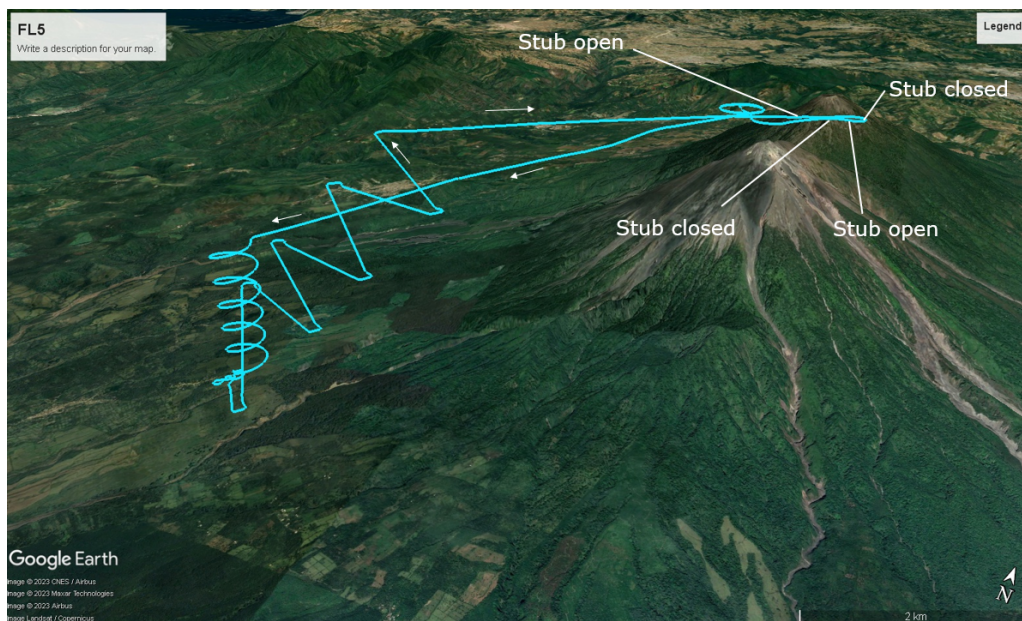 FL5
Write a description for your map.
Legend
Stub open
Stub closed
Stub closed
Stub open
Google Earth
Image © 2023 CNES / Airbus
Image © 2023 Maxar Technologies
Image © 2023 Airbus
Image Landsat / Copernicus
N
2 km